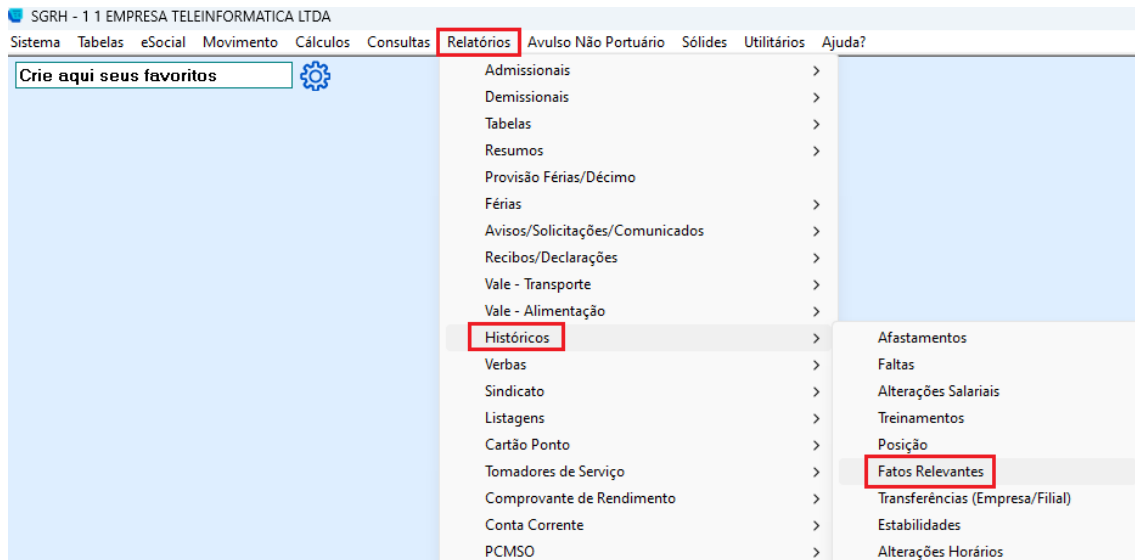 SGRH - 1 1 EMPRESA TELEINFORMATICA LTDA
Sistema Tabelas eSocial Movimento Cálculos Consultas Relatórios Avulso Não Portuário Sólides Utilitários Ajuda?
Crie aqui seus favoritos
Admissionais
Demissionais
Tabelas
Resumos
Provisão Férias/Décimo
Férias
Avisos/Solicitações/Comunicados
Recibos/Declarações
Vale - Transporte
Vale - Alimentação
Históricos
Verbas
Sindicato
Listagens
Cartão Ponto
Tomadores de Serviço
Comprovante de Rendimento
Conta Corrente
PCMSO
Afastamentos
Faltas
Alterações Salariais
Treinamentos
Posição
Fatos Relevantes
Transferências (Empresa/Filial)
Estabilidades
Alterações Horários